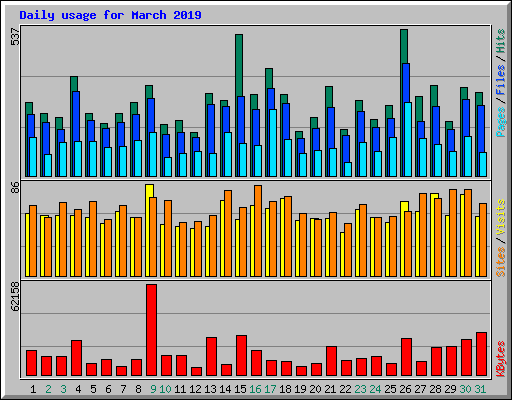 Daily usage for March 2019
537
Pages / Files / Hits
86
Sites / Visits
62158
KBytes
1 2 3 4 5 6 7 8 9 10 11 12 13 14 15 16 17 18 19 20 21 22 23 24 25 26 27 28 29 30 31